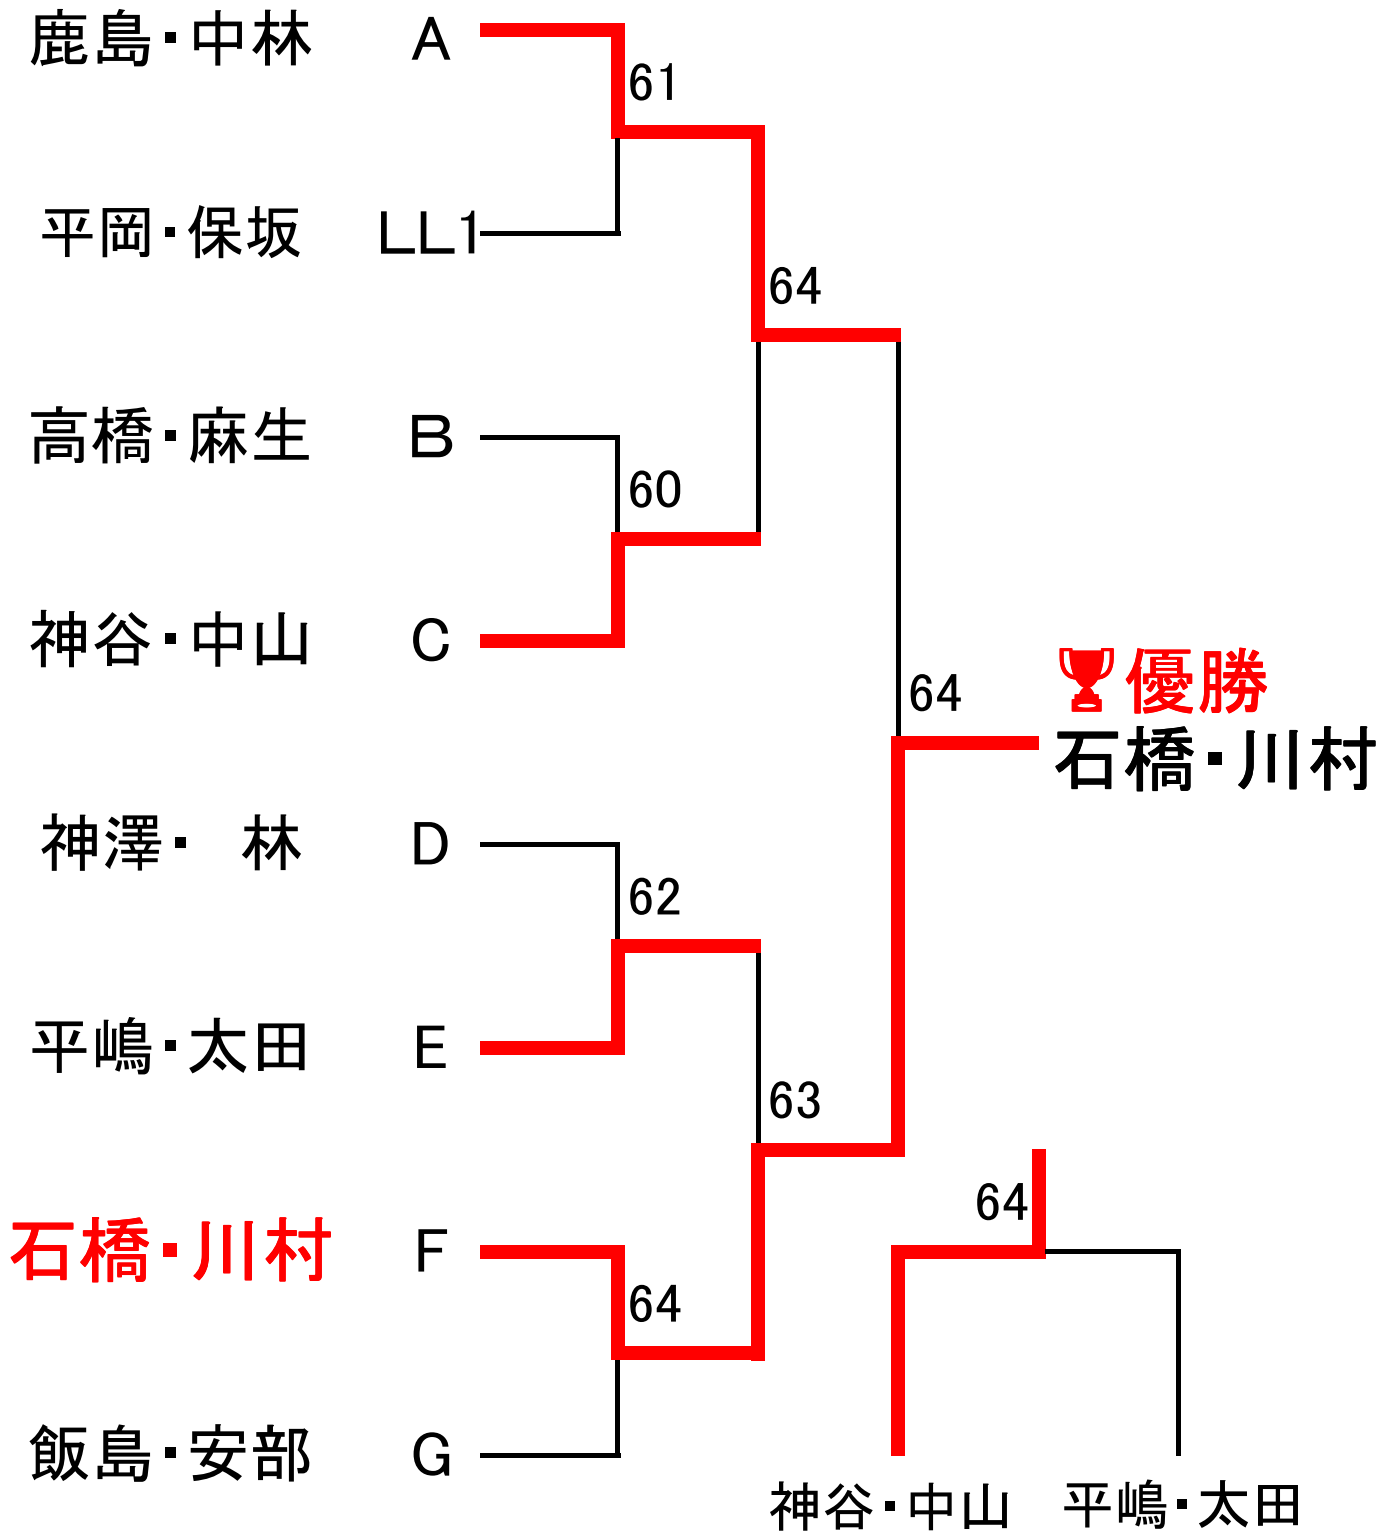 鹿島・中林 A
61
平岡・保坂 LL1
64
高橋・麻生 B
60
神谷・中山 C
64
優勝
石橋・川村
神澤・　林 D
62
平嶋・太田 E
63
石橋・川村 F
64
64
飯島・安部 G
神谷・中山 平嶋・太田